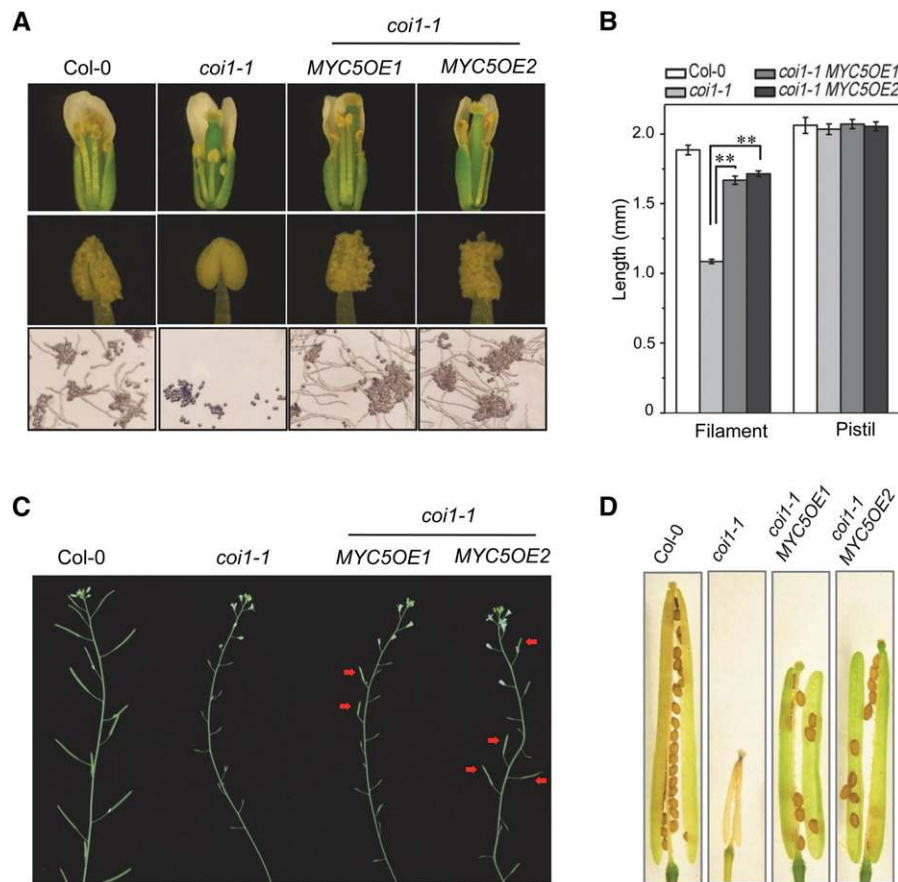 A
coi1-1
Col-0 coi1-1 MYC5OE1 MYC5OE2
B
Col-0 coi1-1 MYC5OE1
coi1-1 coi1-1 MYC5OE2
Length (mm)
2.0
1.5
1.0
0.5
0
** **
Filament Pistil
C
coi1-1
Col-0 coi1-1 MYC5OE1 MYC5OE2
D
Col-0
coi1-1
coi1-1
MYC5OE1
coi1-1
MYC5OE2